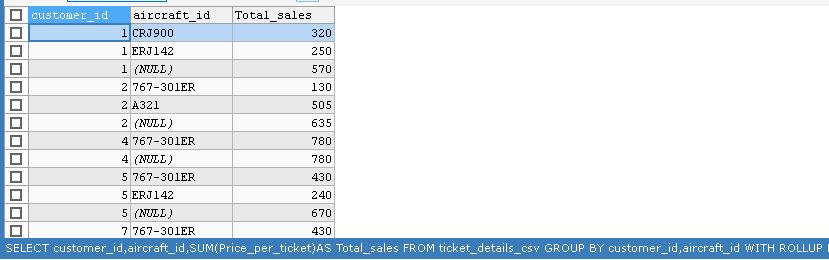 customer_id aircraft_id Total_sales
1 CRJ900 320
1 ERJ142 250
1 (NULL) 570
2 767-301ER 130
2 A321 505
2 (NULL) 635
4 767-301ER 780
4 (NULL) 780
5 767-301ER 430
5 ERJ142 240
5 (NULL) 670
7 767-301ER 430
SELECT customer_id,aircraft_id,SUM(Price_per_ticket)AS Total_sales FROM ticket_details_csv GROUP BY customer_id,aircraft_id WITH ROLLUP